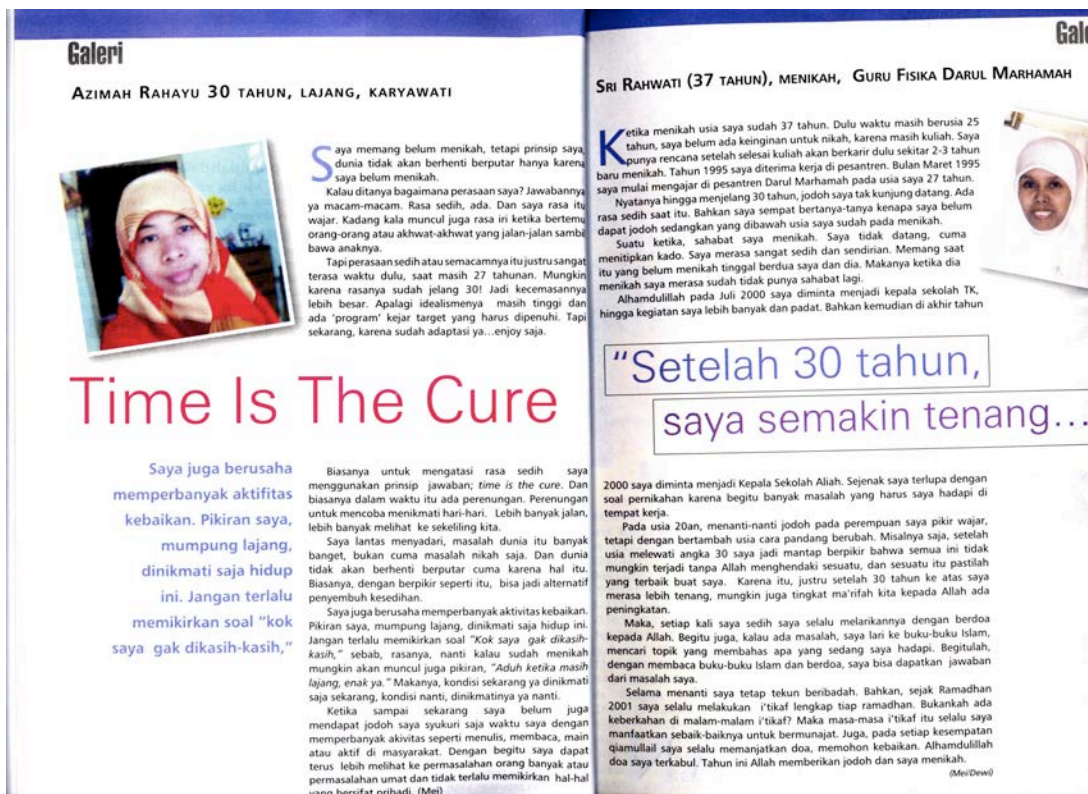 Galeri
AZIMAH RAHAYU 30 TAHUN, LAJANG, KARYAWATI
Saya memang belum menikah, tetapi prinsip saya,
dunia tidak akan berhenti berputar hanya karena
saya belum menikah.
Kalau ditanya bagaimana perasaan saya? Jawabannya
ya macam-macam. Rasa sedih, ada. Dan saya rasa itu
wajar. Kadang kala muncul juga rasa iri ketika bertemu
orang-orang atau akhwat-akhwat yang jalan-jalan sambil
bawa anaknya.
Tapi perasaan sedih atau semacamnya itu justru sangat
terasa waktu dulu, saat masih 27 tahunan. Mungkin
karena rasanya sudah jelang 30! Jadi kecemasannya
lebih besar. Apalagi idealismenya masih tinggi dan
ada 'program' kejar target yang harus dipenuhi. Tapi
sekarang, karena sudah adaptasi ya...enjoy saja.
Time Is The Cure
Saya juga berusaha
memperbanyak aktifitas
kebaikan. Pikiran saya,
mumpung lajang,
dinikmati saja hidup
ini. Jangan terlalu
memikirkan soal "kok
saya gak dikasih-kasih,"
Biasanya untuk mengatasi rasa sedih saya
menggunakan prinsip jawaban; time is the cure. Dan
biasanya dalam waktu itu ada perenungan. Perenungan
untuk mencoba menikmati hari-hari. Lebih banyak jalan,
lebih banyak melihat ke sekeliling kita.
Saya lantas menyadari, masalah dunia itu banyak
banget, bukan cuma masalah nikah saja. Dan dunia
tidak akan berhenti berputar cuma karena hal itu.
Biasanya, dengan berpikir seperti itu, bisa jadi alternatif
penyembuh kesedihan.
Saya juga berusaha memperbanyak aktivitas kebaikan.
Pikiran saya, mumpung lajang, dinikmati saja hidup ini.
Jangan terlalu memikirkan soal "Kok saya gak dikasih-
kasih," sebab, rasanya, nanti kalau sudah menikah
mungkin akan muncul juga pikiran, "Aduh ketika masih
lajang, enak ya." Makanya, kondisi sekarang ya dinikmati
saja sekarang, kondisi nanti, dinikmatinya ya nanti.
Ketika sampai sekarang saya belum juga
mendapat jodoh saya syukuri saja waktu saya dengan
memperbanyak akivitas seperti menulis, membaca, main
atau aktif di masyarakat. Dengan begitu saya dapat
terus lebih melihat ke permasalahan orang banyak atau
permasalahan umat dan tidak terlalu memikirkan hal-hal
yang bersifat pribadi. (Mei)
Gale
SRI RAHWATI (37 TAHUN), MENIKAH, GURU FISIKA DARUL MARHAMAH
Ketika menikah usia saya sudah 37 tahun. Dulu waktu masih berusia 25
tahun, saya belum ada keinginan untuk nikah, karena masih kuliah. Saya
punya rencana setelah selesai kuliah akan berkarir dulu sekitar 2-3 tahun
baru menikah. Tahun 1995 saya diterima kerja di pesantren. Bulan Maret 1995
saya mulai mengajar di pesantren Darul Marhamah pada usia saya 27 tahun.
Nyatanya hingga menjelang 30 tahun, jodoh saya tak kunjung datang. Ada
rasa sedih saat itu. Bahkan saya sempat bertanya-tanya kenapa saya belum
dapat jodoh sedangkan yang dibawah usia saya sudah pada menikah.
Suatu ketika, sahabat saya menikah. Saya tidak datang, cuma
menitipkan kado. Saya merasa sangat sedih dan sendirian. Memang saat
itu yang belum menikah tinggal berdua saya dan dia. Makanya ketika dia
menikah saya merasa sudah tidak punya sahabat lagi.
Alhamdulillah pada Juli 2000 saya diminta menjadi kepala sekolah TK,
hingga kegiatan saya lebih banyak dan padat. Bahkan kemudian di akhir tahun
"Setelah 30 tahun,
saya semakin tenang...
2000 saya diminta menjadi Kepala Sekolah Aliah. Sejenak saya terlupa dengan
soal pernikahan karena begitu banyak masalah yang harus saya hadapi di
tempat kerja.
Pada usia 20an, menanti-nanti jodoh pada perempuan saya pikir wajar,
tetapi dengan bertambah usia cara pandang berubah. Misalnya saja, setelah
usia melewati angka 30 saya jadi mantap berpikir bahwa semua ini tidak
mungkin terjadi tanpa Allah menghendaki sesuatu, dan sesuatu itu pastilah
yang terbaik buat saya. Karena itu, justru setelah 30 tahun ke atas saya
merasa lebih tenang, mungkin juga tingkat ma'rifah kita kepada Allah ada
peningkatan.
Maka, setiap kali saya sedih saya selalu melarikannya dengan berdoa
kepada Allah. Begitu juga, kalau ada masalah, saya lari ke buku-buku Islam,
mencari topik yang membahas apa yang sedang saya hadapi. Begitulah,
dengan membaca buku-buku Islam dan berdoa, saya bisa dapatkan jawaban
dari masalah saya.
Selama menanti saya tetap tekun beribadah. Bahkan, sejak Ramadhan
2001 saya selalu melakukan i'tikaf lengkap tiap ramadhan. Bukankah ada
keberkahan di malam-malam i'tikaf? Maka masa-masa i'tikaf itu selalu saya
manfaatkan sebaik-baiknya untuk bermunajat. Juga, pada setiap kesempatan
qiamullail saya selalu memanjatkan doa, memohon kebaikan. Alhamdulillah
doa saya terkabul. Tahun ini Allah memberikan jodoh dan saya menikah.
(Mei/Dewi)